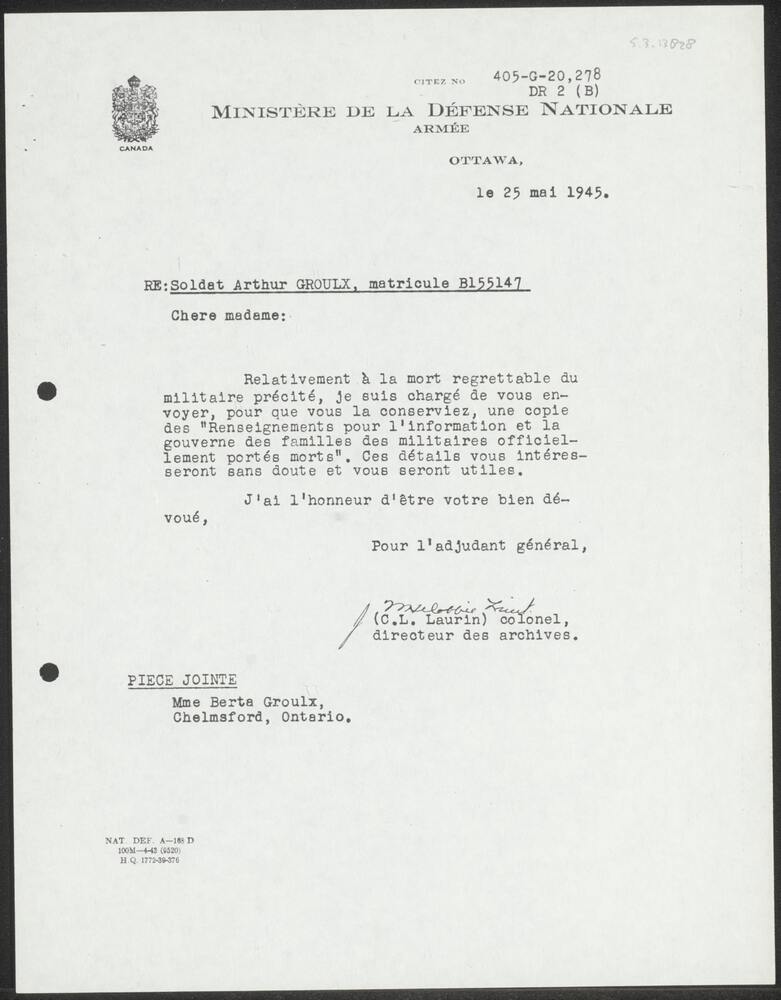 S.3.13828
CITEZ NO 405-G-20,278
DR 2 (B)
MINISTÈRE DE LA DÉFENSE NATIONALE
ARMÉE
CANADA
OTTAWA,
le 25 mai 1945.
RE:Soldat Arthur GROULX, matricule B155147
Chere madame:
Relativement à la mort regrettable du
militaire précité, je suis chargé de vous en-
voyer, pour que vous la conserviez, une copie
des "Renseignements pour l'information et la
gouverne des familles des militaires officiel-
lement portés morts". Ces détails vous intéres-
seront sans doute et vous seront utiles.
J'ai l'honneur d'être votre bien dé-
voué,
Pour l'adjudant général,
(C.L. Laurin) colonel,
directeur des archives.
PIECE JOINTE
Mme Berta Groulx,
Chelmsford, Ontario.
NAT. DEF. A—168 D
100M—4-43 (9520)
H.Q. 1772-39-376